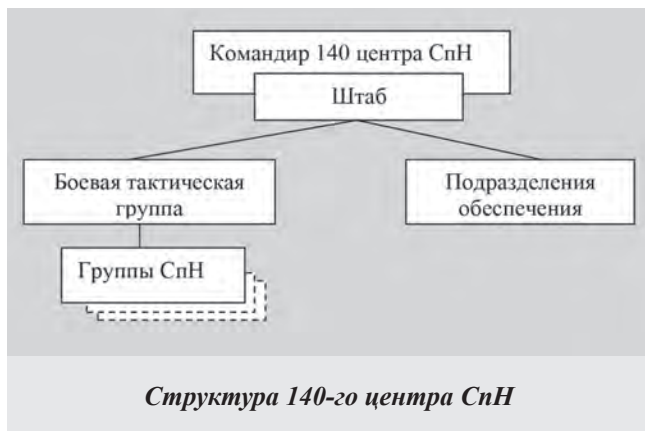 Командир 140 центра СпН
Штаб
Боевая тактическая
группа
Подразделения
обеспечения
Группы СпН
Структура 140-го центра СпН